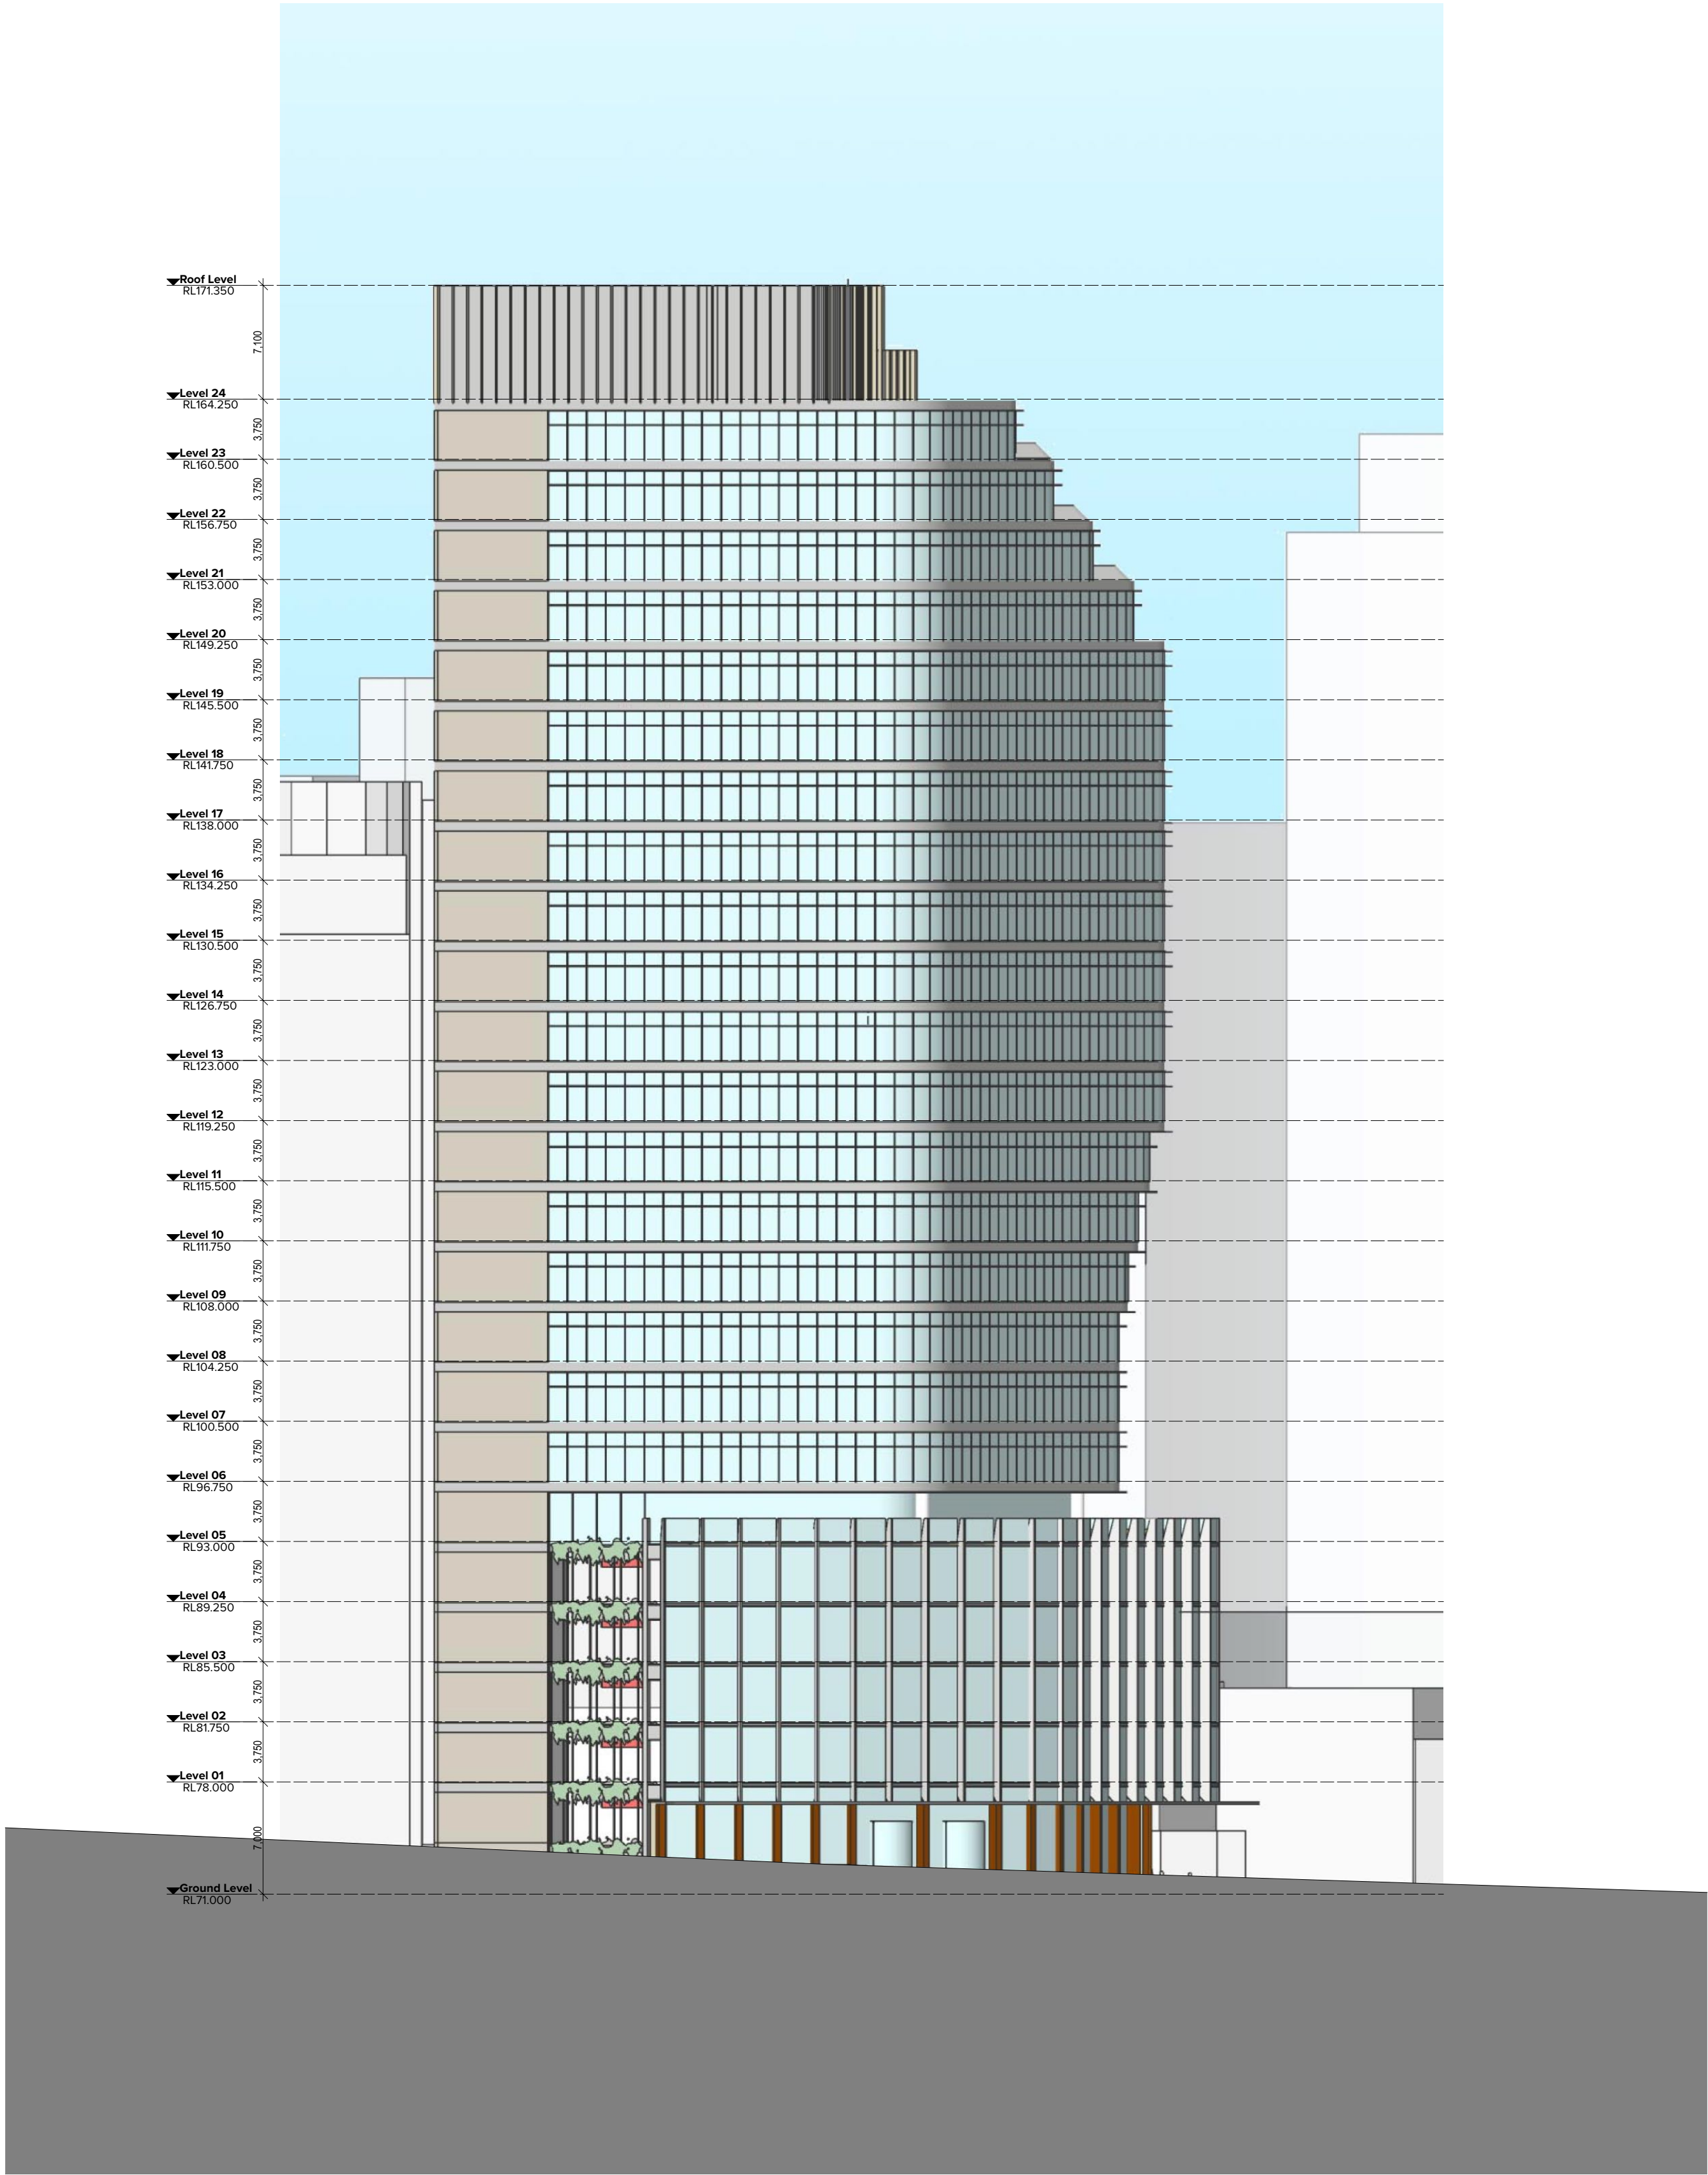 Roof Level
RL171.350
7,100
Level 24
RL164.250
3,750
Level 23
RL160.500
3,750
Level 22
RL156.750
3,750
Level 21
RL153.000
3,750
Level 20
RL149.250
3,750
Level 19
RL145.500
3,750
Level 18
RL141.750
3,750
Level 17
RL138.000
3,750
Level 16
RL134.250
3,750
Level 15
RL130.500
3,750
Level 14
RL126.750
3,750
Level 13
RL123.000
3,750
Level 12
RL119.250
3,750
Level 11
RL115.500
3,750
Level 10
RL111.750
3,750
Level 09
RL108.000
3,750
Level 08
RL104.250
3,750
Level 07
RL100.500
3,750
Level 06
RL96.750
3,750
Level 05
RL93.000
3,750
Level 04
RL89.250
3,750
Level 03
RL85.500
3,750
Level 02
RL81.750
3,750
Level 01
RL78.000
7,000
Ground Level
RL71.000